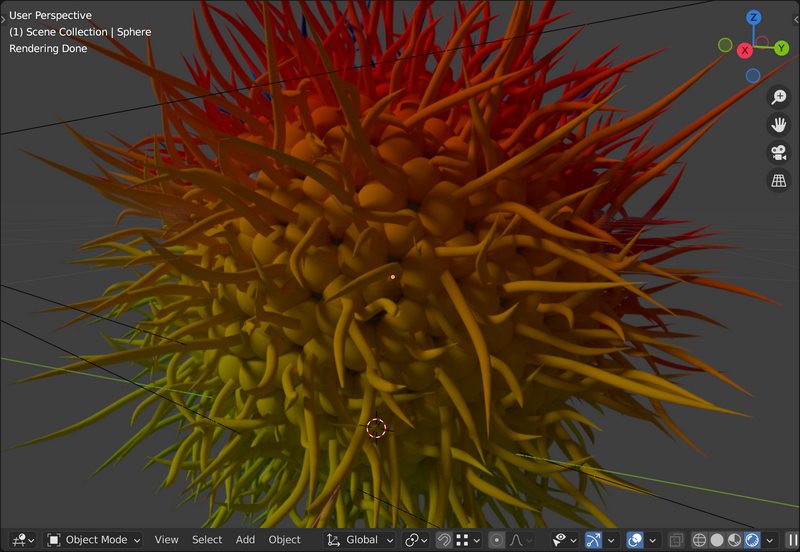 User Perspective
(1) Scene Collection | Sphere
Rendering Done
Z
Y
X
Object Mode View Select Add Object Global